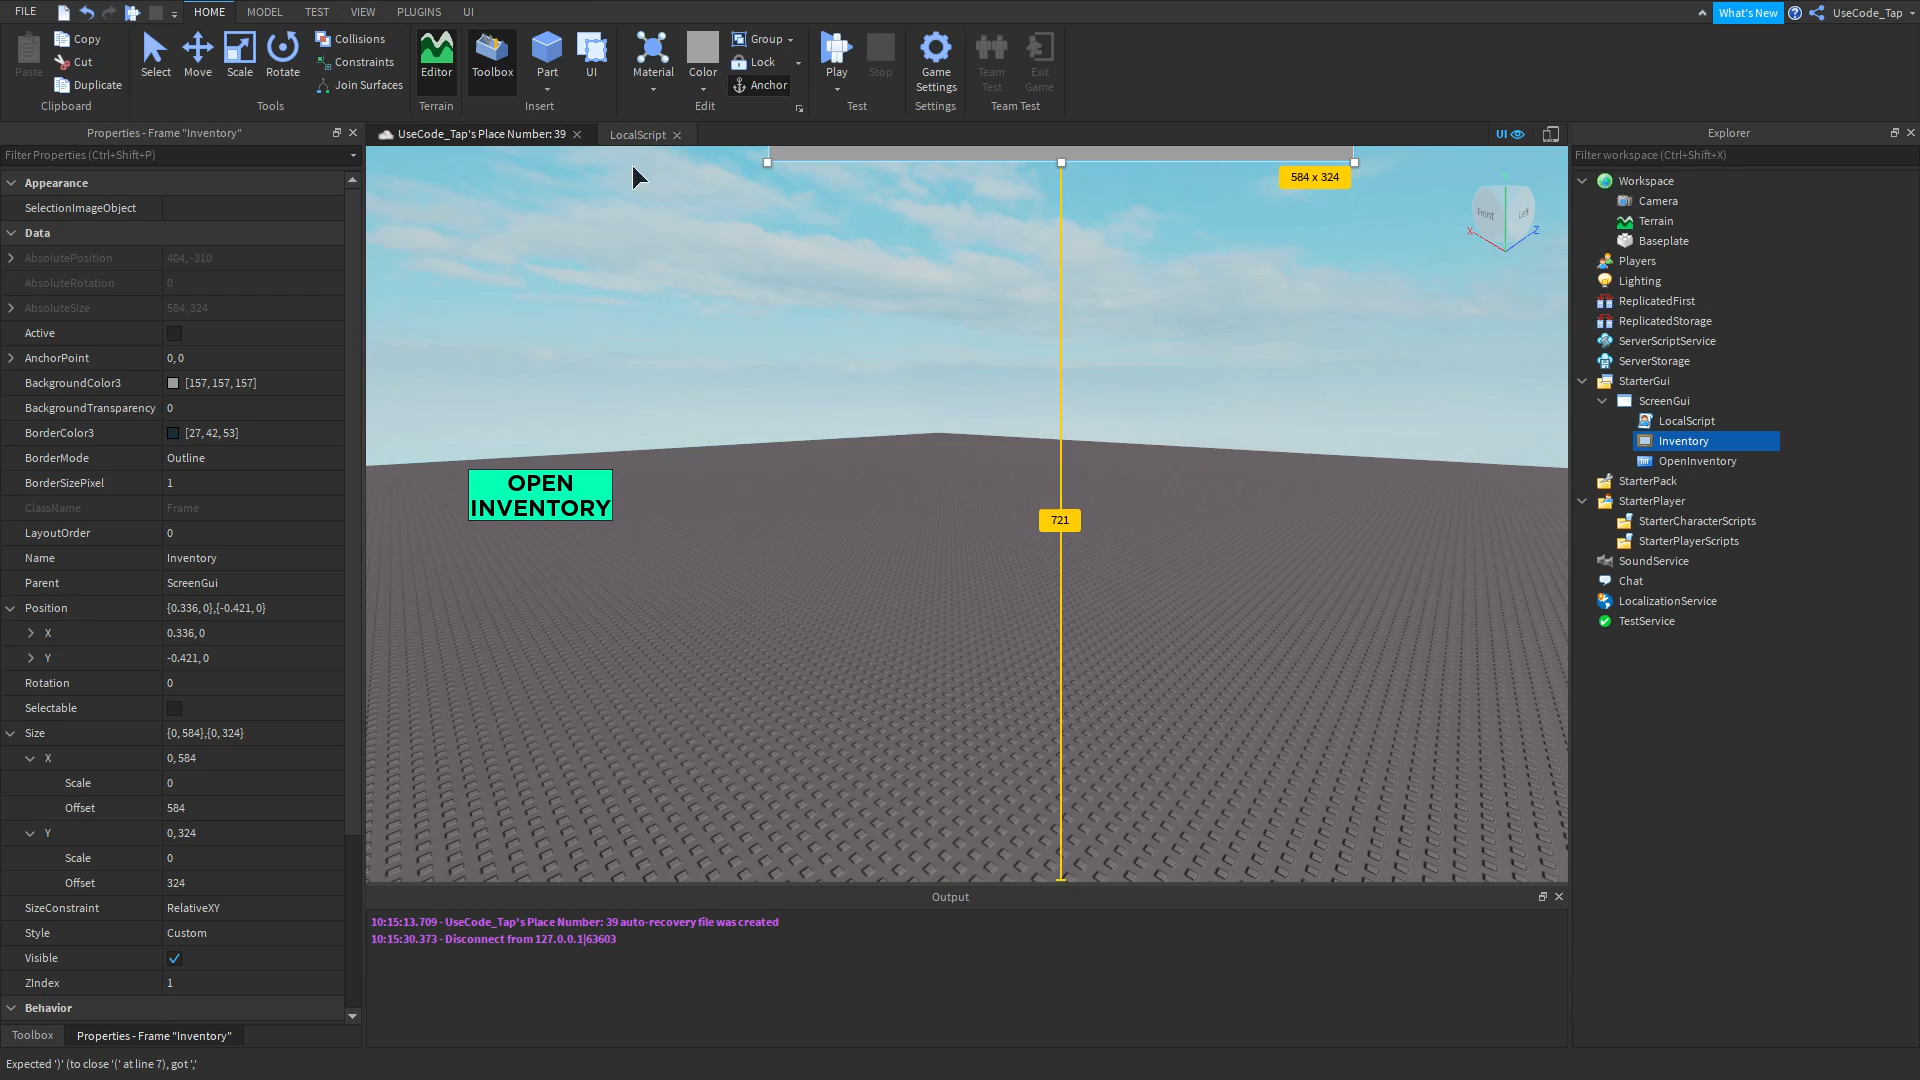 FILE
HOME
MODEL
TEST
VIEW
PLUGINS
UI
What's New
UseCode_Tap
Paste
Copy
Cut
Duplicate
Clipboard
Select
Move
Scale
Rotate
Collisions
Constraints
Join Surfaces
Tools
Editor
Terrain
Toolbox
Part
UI
Insert
Material
Color
Group
Lock
Anchor
Edit
Play
Stop
Test
Game
Settings
Settings
Team
Test
Exit
Game
Team Test
Properties - Frame "Inventory"
Filter Properties (Ctrl+Shift+P)
Appearance
SelectionImageObject
Data
AbsolutePosition 404, -310
AbsoluteRotation 0
AbsoluteSize 584, 324
Active
AnchorPoint 0, 0
BackgroundColor3 [157, 157, 157]
BackgroundTransparency 0
BorderColor3 [27, 42, 53]
BorderMode Outline
BorderSizePixel 1
ClassName Frame
LayoutOrder 0
Name Inventory
Parent ScreenGui
Position {0.336, 0},{-0.421, 0}
X 0.336, 0
Y -0.421, 0
Rotation 0
Selectable
Size {0, 584},{0, 324}
X 0, 584
Scale 0
Offset 584
Y 0, 324
Scale 0
Offset 324
SizeConstraint RelativeXY
Style Custom
Visible
ZIndex 1
Behavior
Toolbox
Properties - Frame "Inventory"
Expected ')' (to close '(' at line 7), got ','
UseCode_Tap's Place Number: 39
LocalScript
UI
584 x 324
Front
Left
X
Y
Z
OPEN
INVENTORY
721
Output
10:15:13.709 - UseCode_Tap's Place Number: 39 auto-recovery file was created
10:15:30.373 - Disconnect from 127.0.0.1|63603
Explorer
Filter workspace (Ctrl+Shift+X)
Workspace
Camera
Terrain
Baseplate
Players
Lighting
ReplicatedFirst
ReplicatedStorage
ServerScriptService
ServerStorage
StarterGui
ScreenGui
LocalScript
Inventory
OpenInventory
StarterPack
StarterPlayer
StarterCharacterScripts
StarterPlayerScripts
SoundService
Chat
LocalizationService
TestService